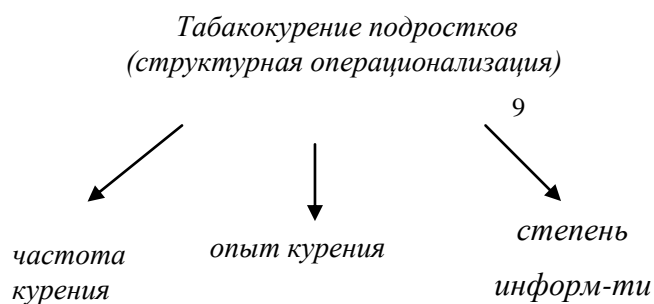 Табакокурение подростков
(структурная операционализация)
9
частота
курения
опыт курения
степень
информ-ти